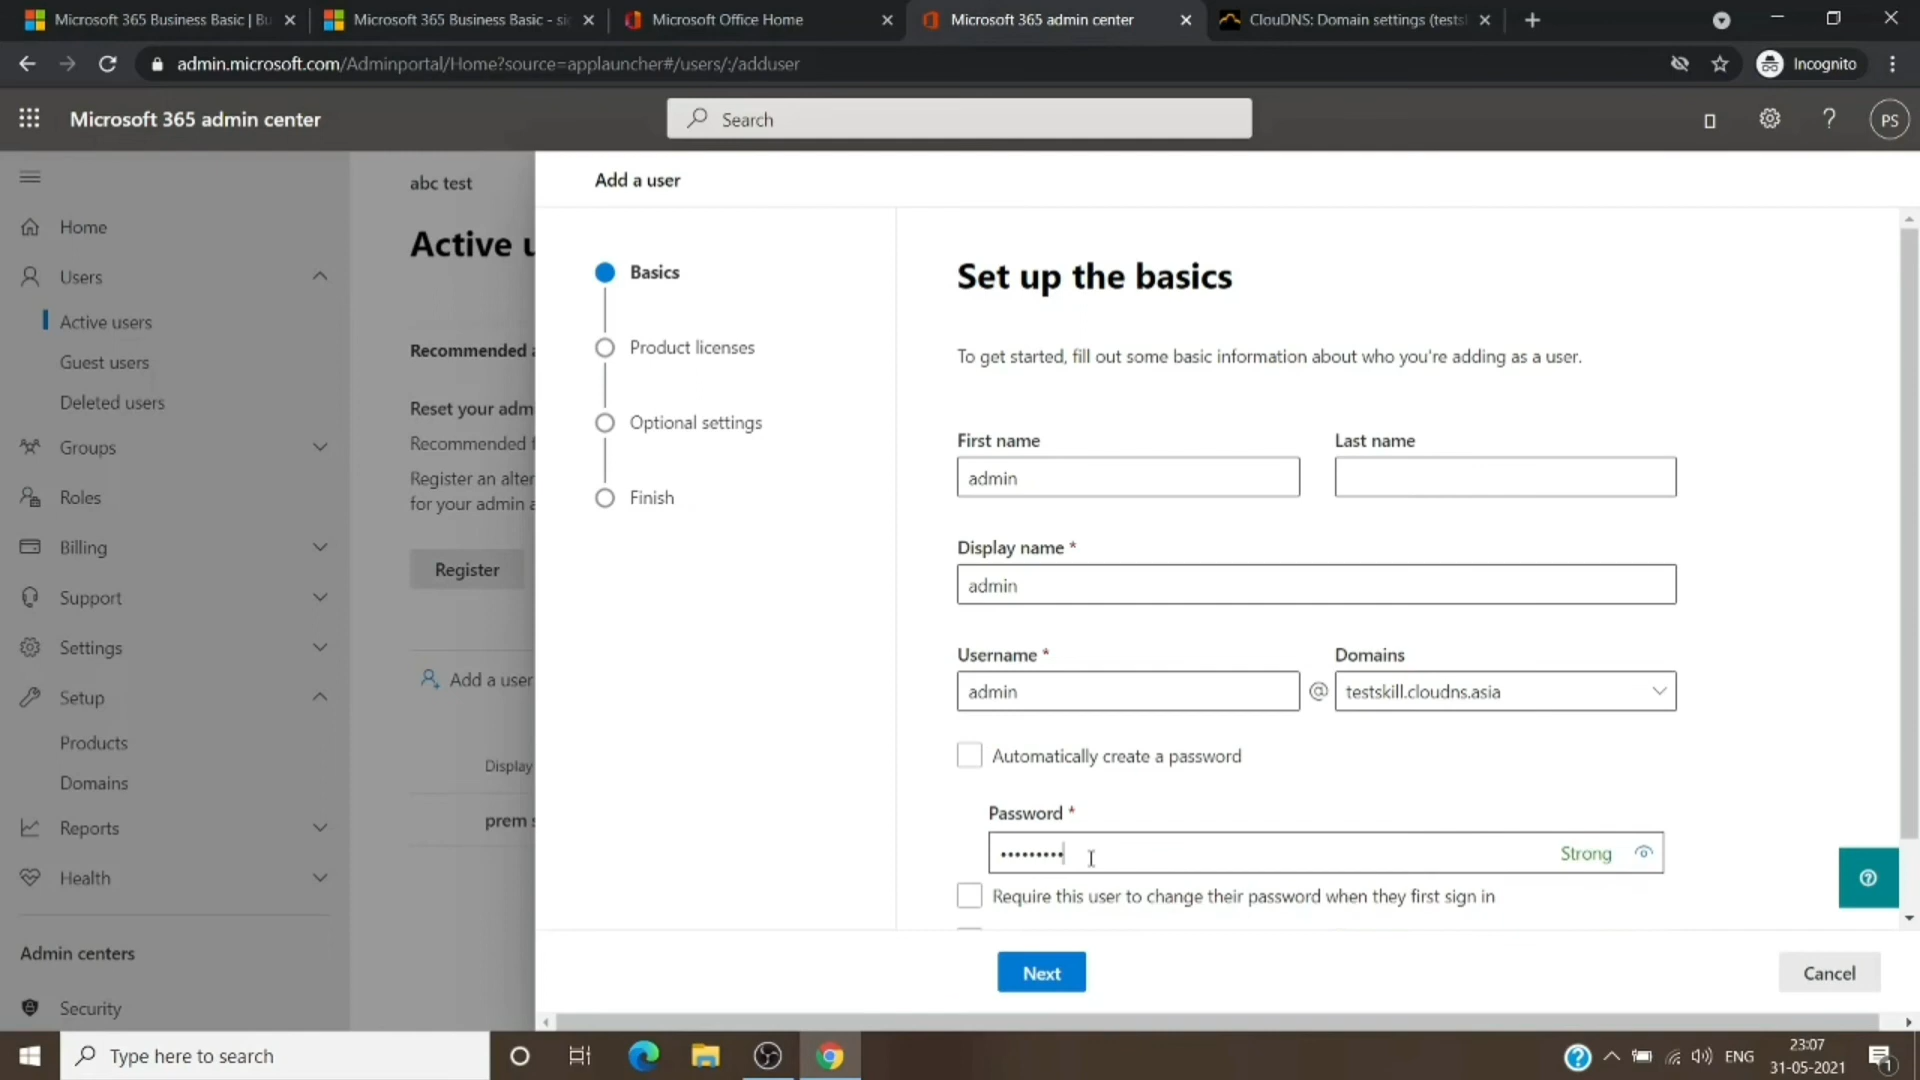 Microsoft 365 Business Basic | Bu
Microsoft 365 Business Basic - si
Microsoft Office Home
Microsoft 365 admin center
ClouDNS: Domain settings (tests
admin.microsoft.com/Adminportal/Home?source=applauncher#/users/:/adduser
Incognito
Microsoft 365 admin center
Search
?
PS
Home
Users
Active users
Guest users
Deleted users
Groups
Roles
Billing
Support
Settings
Setup
Products
Domains
Reports
Health
Admin centers
Security
abc test
Active u
Recommended a
Reset your adm
Recommended f
Register an alter
for your admin a
Register
Add a user
Display
prem s
Add a user
Basics
Product licenses
Optional settings
Finish
Set up the basics
To get started, fill out some basic information about who you're adding as a user.
First name
Last name
admin
Display name *
admin
Username *
Domains
admin
@
testskill.cloudns.asia
Automatically create a password
Password *
•••••••••
Strong
Require this user to change their password when they first sign in
Next
Cancel
Type here to search
ENG
23:07
31-05-2021
1